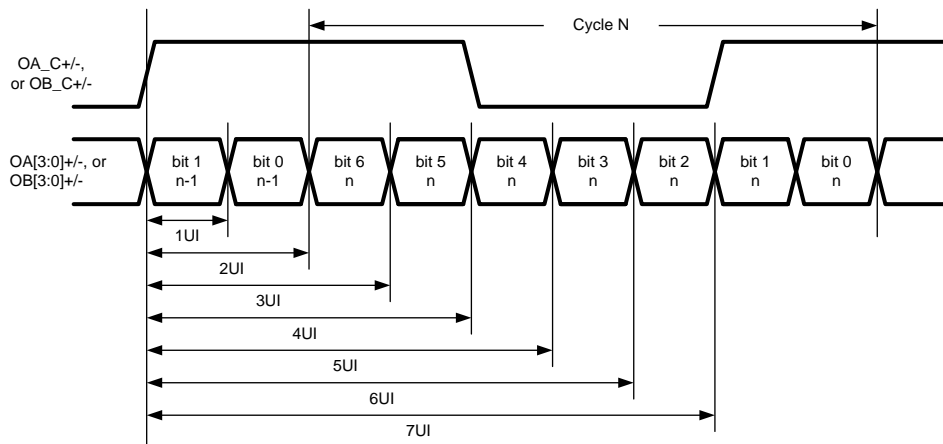 Cycle N
OA_C+/-,
or OB_C+/-
OA[3:0]+/-, or
OB[3:0]+/-
bit 1
n-1
bit 0
n-1
bit 6
n
bit 5
n
bit 4
n
bit 3
n
bit 2
n
bit 1
n
bit 0
n
1UI
2UI
3UI
4UI
5UI
6UI
7UI